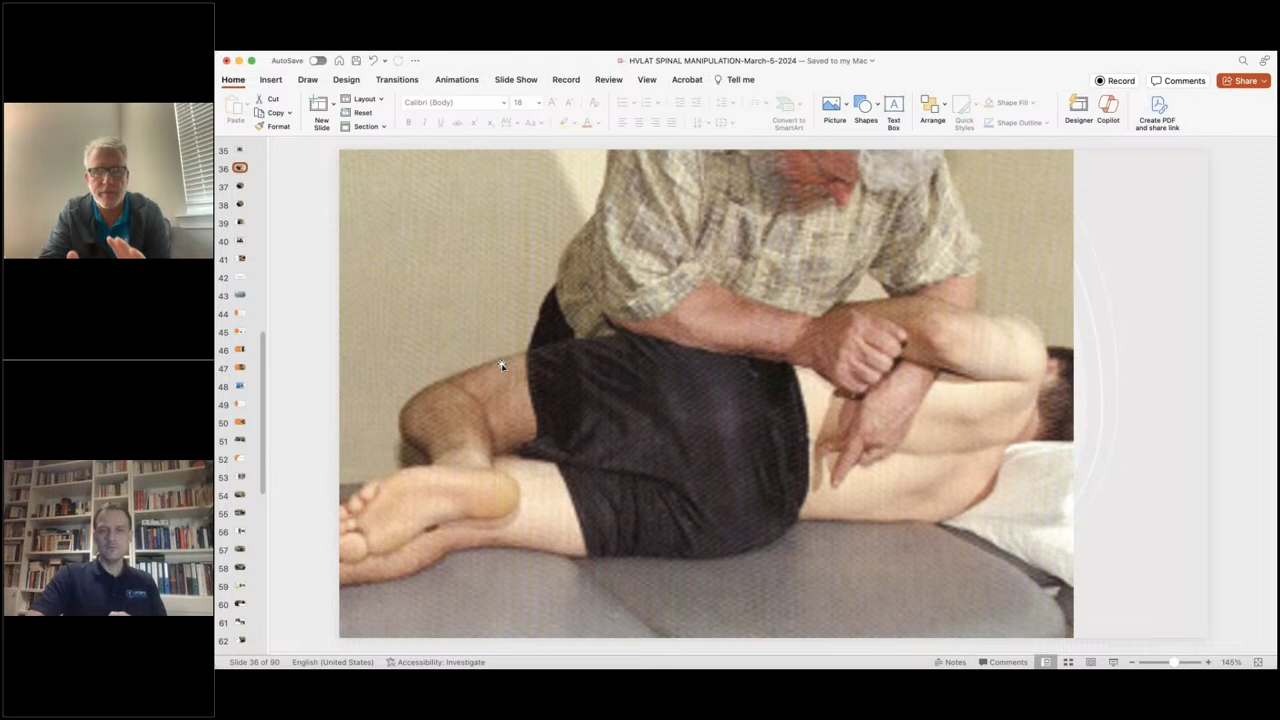 AutoSave
HVLAT SPINAL MANIPULATION-March-5-2024 — Saved to my Mac
Home Insert Draw Design Transitions Animations Slide Show Record Review View Acrobat Tell me
Record Comments Share
Paste
Cut
Copy
Format
New Slide
Layout
Reset
Section
Calibri (Body) 18
Convert to SmartArt
Picture Shapes Text Box
Arrange Quick Styles
Shape Fill
Shape Outline
Designer Copilot
Create PDF and share link
35
36
37
38
39
40
41
42
43
44
45
46
47
48
49
50
51
52
53
54
55
56
57
58
59
60
61
62
Slide 36 of 90 English (United States) Accessibility: Investigate Notes Comments 145%